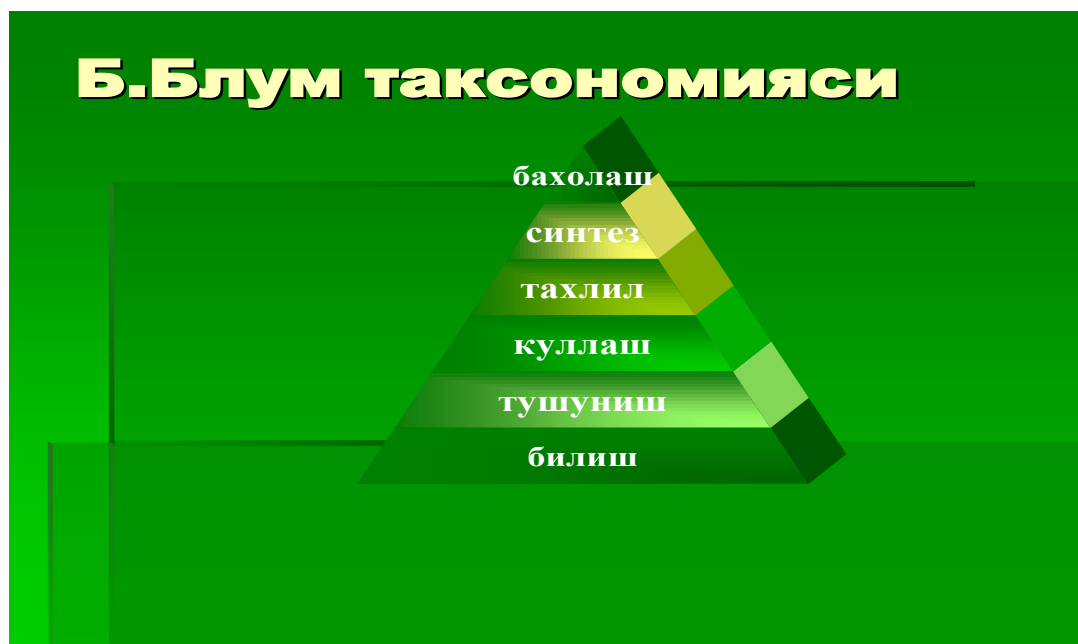 Б.Блум таксономияси
бахолаш
синтез
тахлил
куллаш
тушуниш
билиш